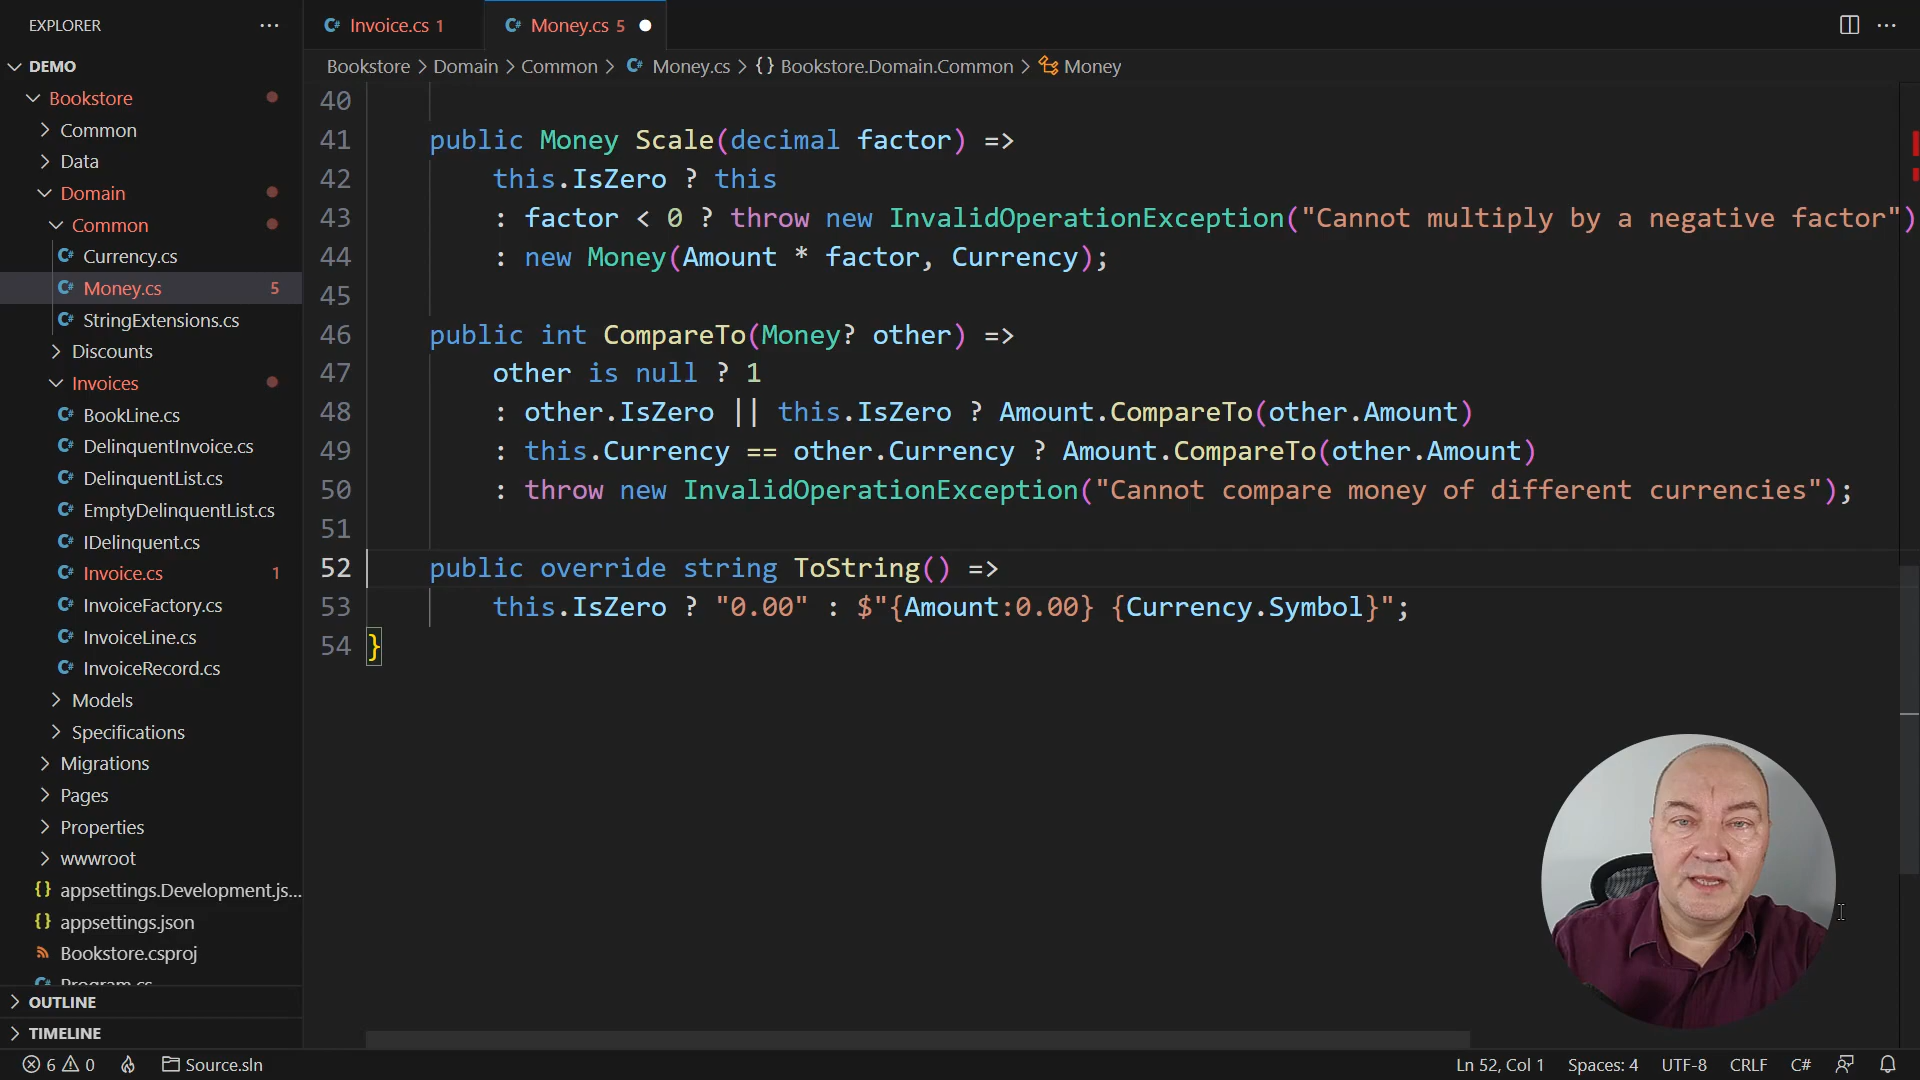 EXPLORER
DEMO
Bookstore
Common
Data
Domain
Common
Currency.cs
Money.cs 5
StringExtensions.cs
Discounts
Invoices
BookLine.cs
DelinquentInvoice.cs
DelinquentList.cs
EmptyDelinquentList.cs
IDelinquent.cs
Invoice.cs 1
InvoiceFactory.cs
InvoiceLine.cs
InvoiceRecord.cs
Models
Specifications
Migrations
Pages
Properties
wwwroot
appsettings.Development.js...
appsettings.json
Bookstore.csproj
Program.cs
OUTLINE
TIMELINE
Invoice.cs 1 Money.cs 5
Bookstore > Domain > Common > Money.cs > {} Bookstore.Domain.Common > Money
40
41 public Money Scale(decimal factor) =>
42 this.IsZero ? this
43 : factor < 0 ? throw new InvalidOperationException("Cannot multiply by a negative factor")
44 : new Money(Amount * factor, Currency);
45
46 public int CompareTo(Money? other) =>
47 other is null ? 1
48 : other.IsZero || this.IsZero ? Amount.CompareTo(other.Amount)
49 : this.Currency == other.Currency ? Amount.CompareTo(other.Amount)
50 : throw new InvalidOperationException("Cannot compare money of different currencies");
51
52 public override string ToString() =>
53 this.IsZero ? "0.00" : $"{Amount:0.00} {Currency.Symbol}";
54 }
6 0 Source.sln Ln 52, Col 1 Spaces: 4 UTF-8 CRLF C#